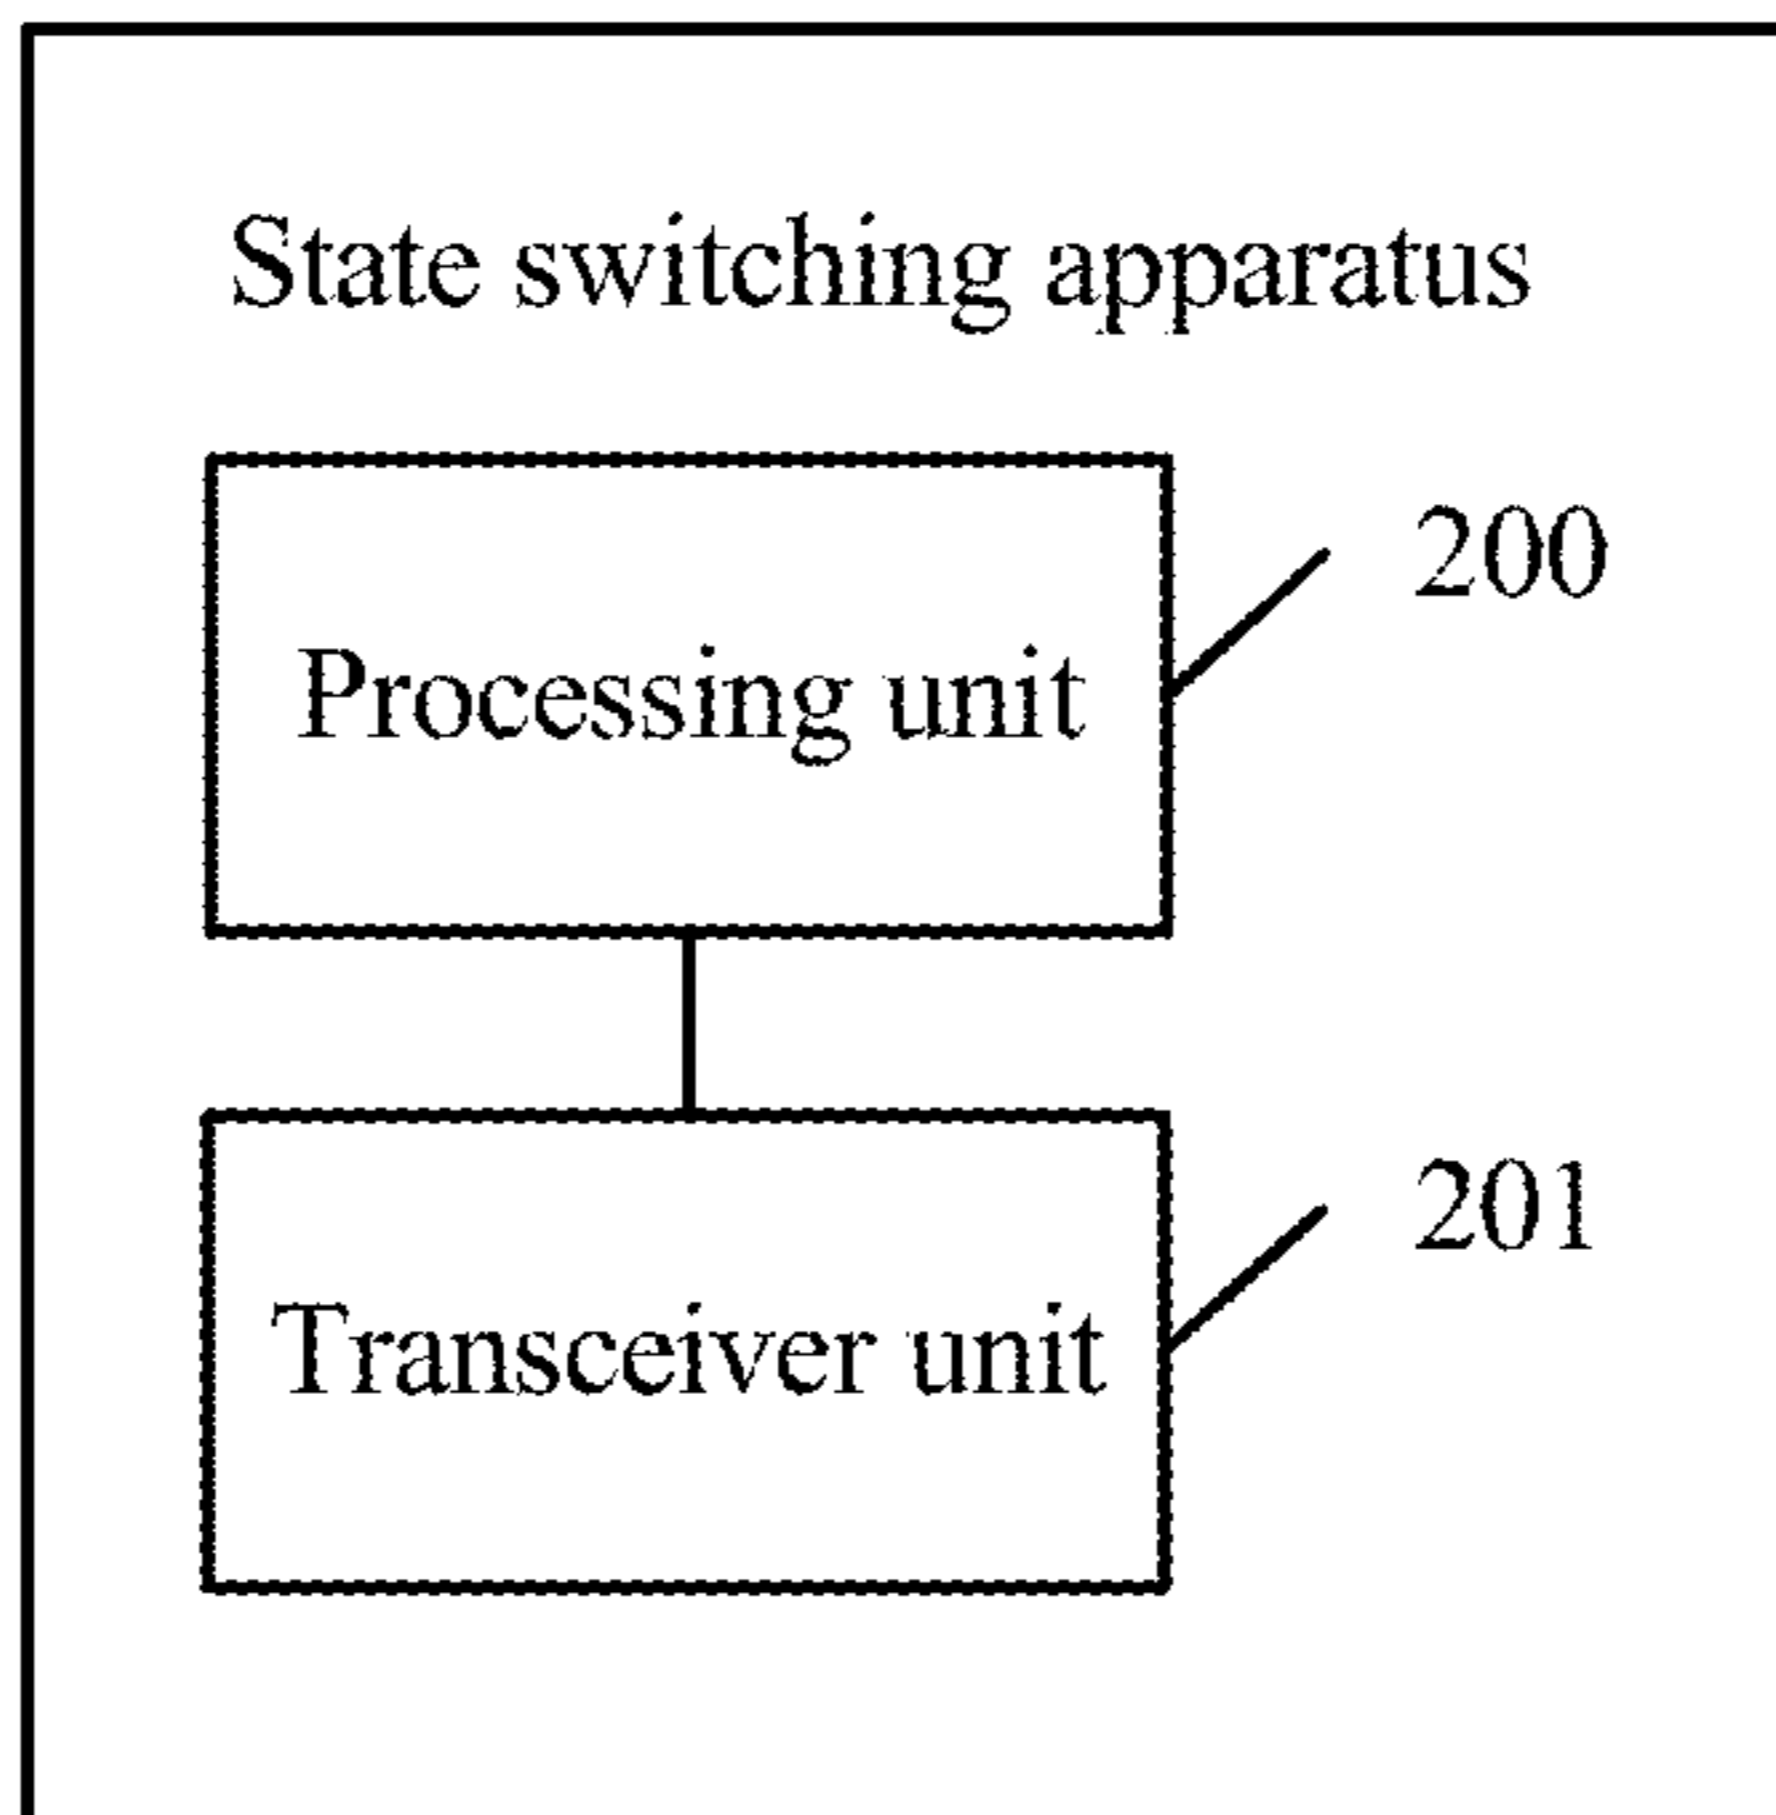 State switching apparatus
200
Processing unit
201
Transceiver unit